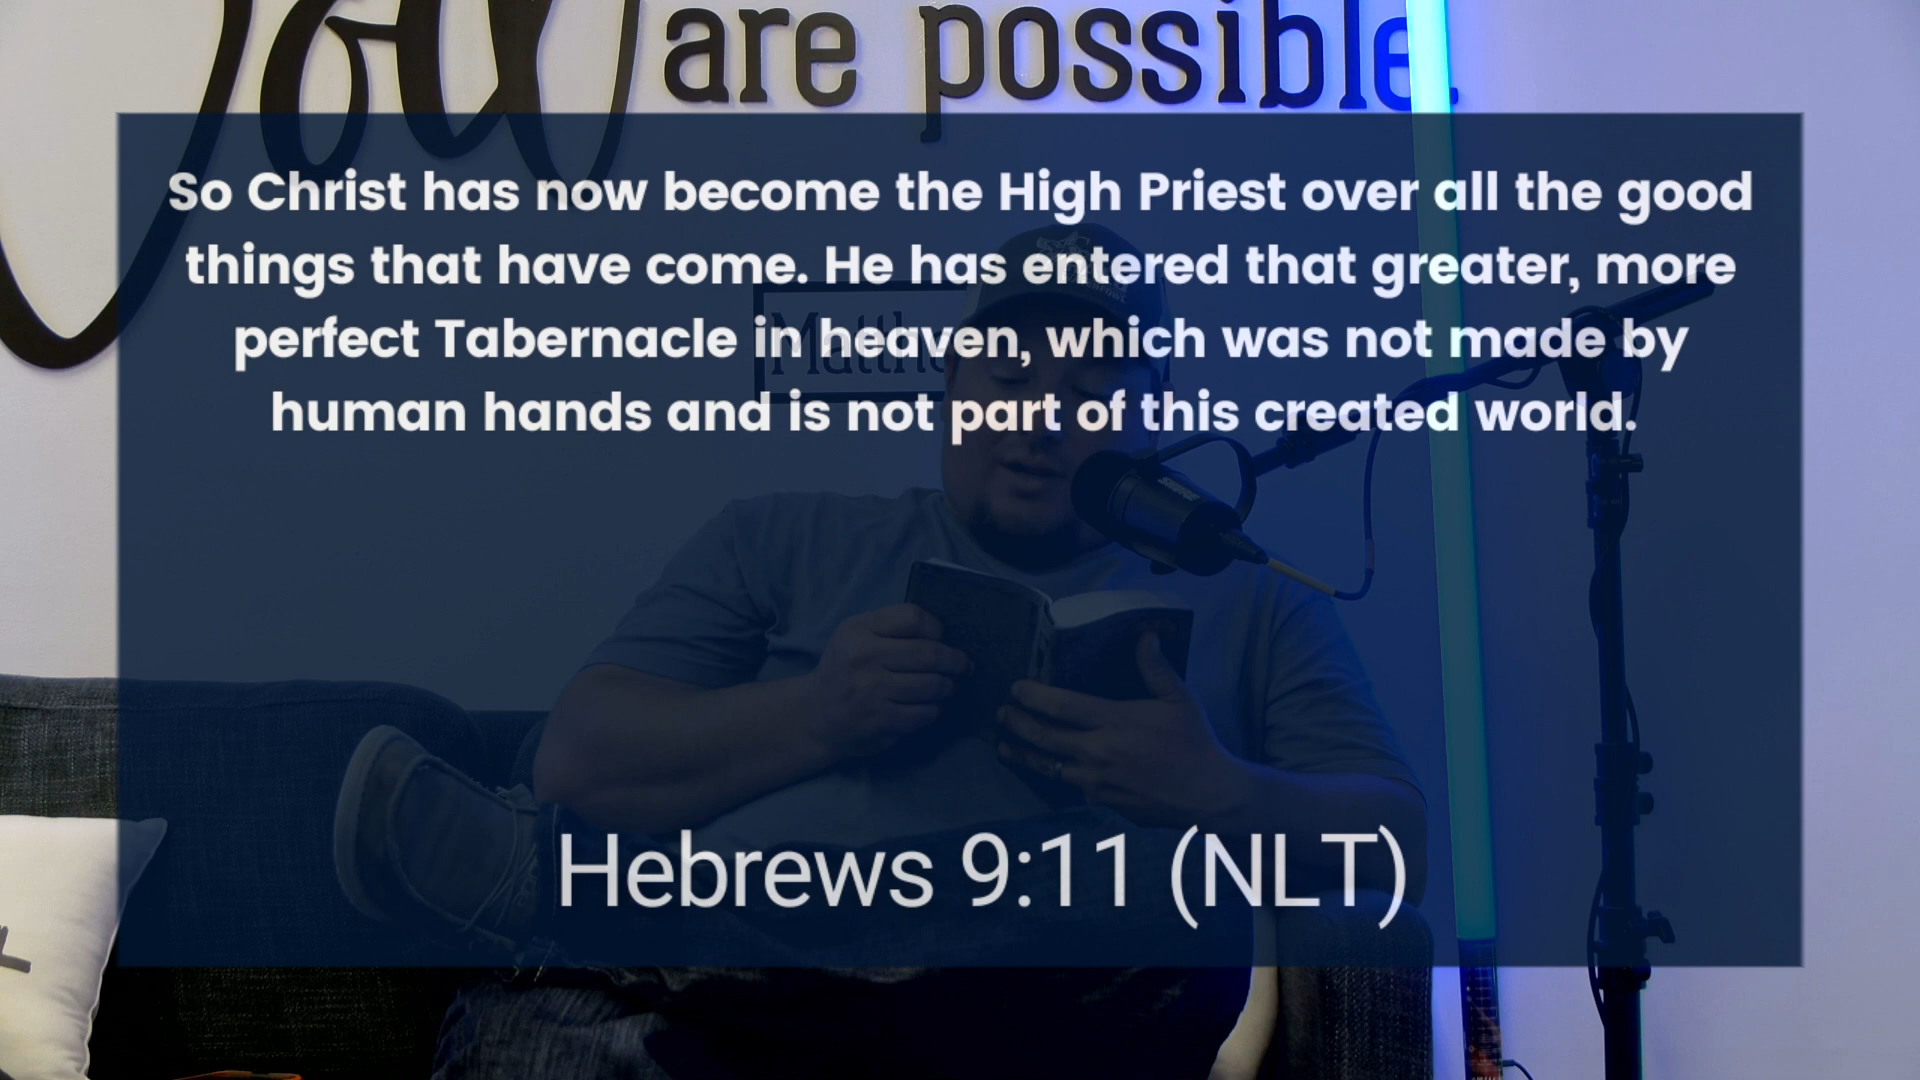 are possible.
So Christ has now become the High Priest over all the good
things that have come. He has entered that greater, more
perfect Tabernacle in heaven, which was not made by
human hands and is not part of this created world.
SHURE
Hebrews 9:11 (NLT)